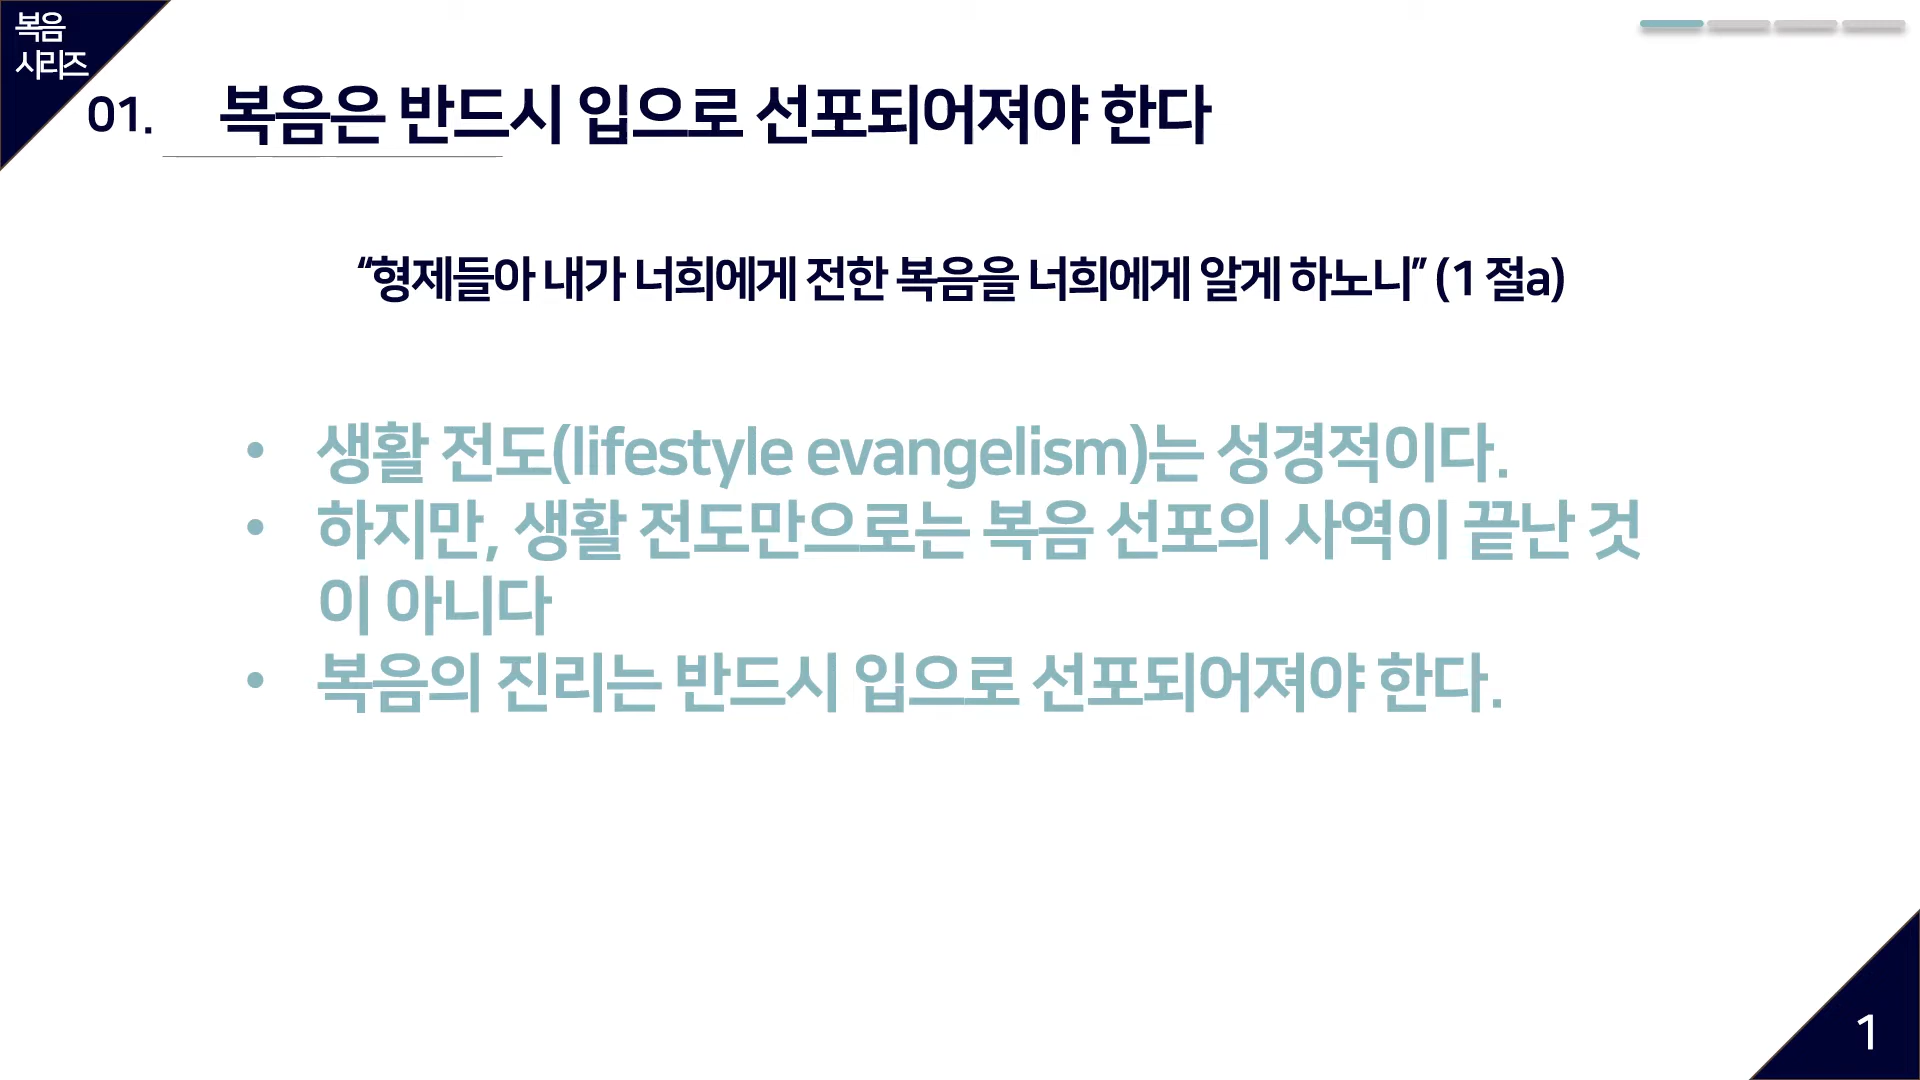 복음
시리즈
01. 복음은 반드시 입으로 선포되어져야 한다
“형제들아 내가 너희에게 전한 복음을 너희에게 알게 하노니” (1 절a)
• 생활 전도(lifestyle evangelism)는 성경적이다.
• 하지만, 생활 전도만으로는 복음 선포의 사역이 끝난 것
이 아니다
• 복음의 진리는 반드시 입으로 선포되어져야 한다.
1